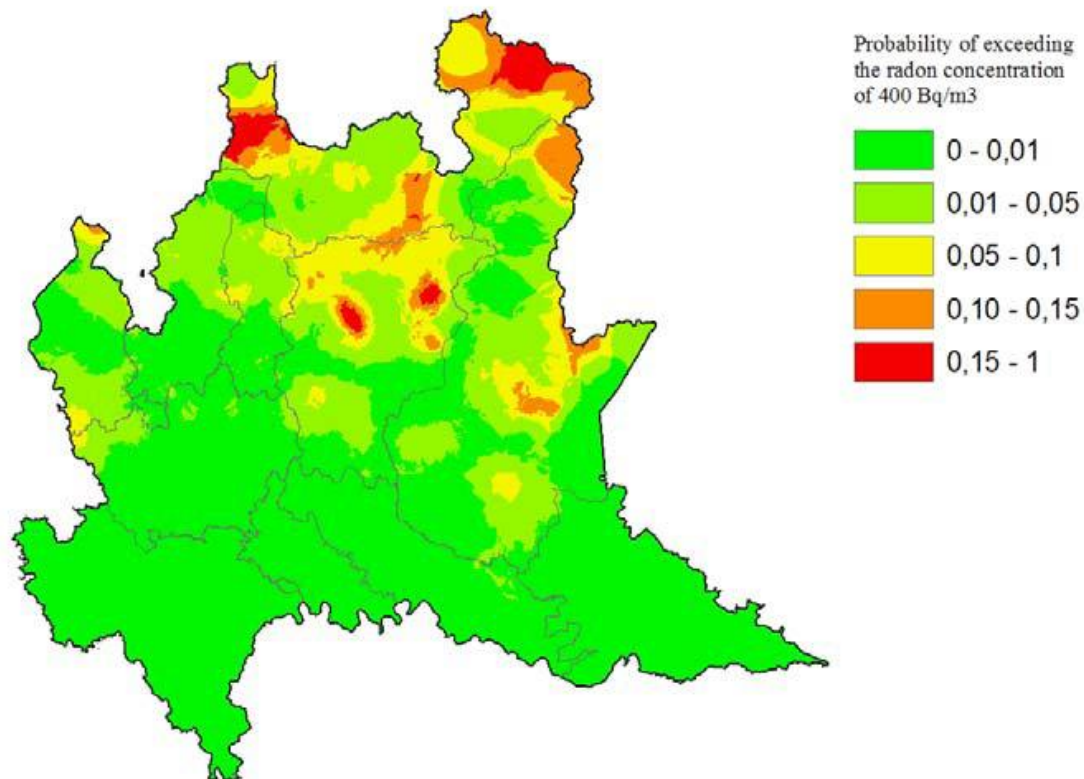 Probability of exceeding
the radon concentration
of 400 Bq/m3
0 - 0,01
0,01 - 0,05
0,05 - 0,1
0,10 - 0,15
0,15 - 1